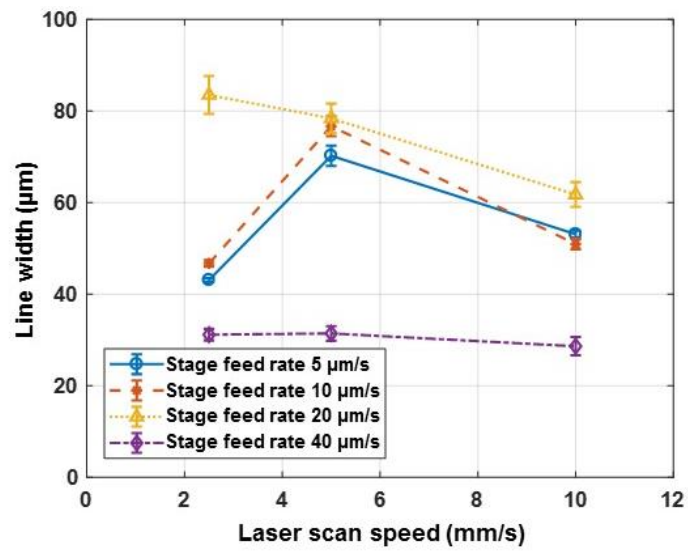 100
80
60
40
20
0
Line width (µm)
Stage feed rate 5 µm/s
Stage feed rate 10 µm/s
Stage feed rate 20 µm/s
Stage feed rate 40 µm/s
0 2 4 6 8 10 12
Laser scan speed (mm/s)